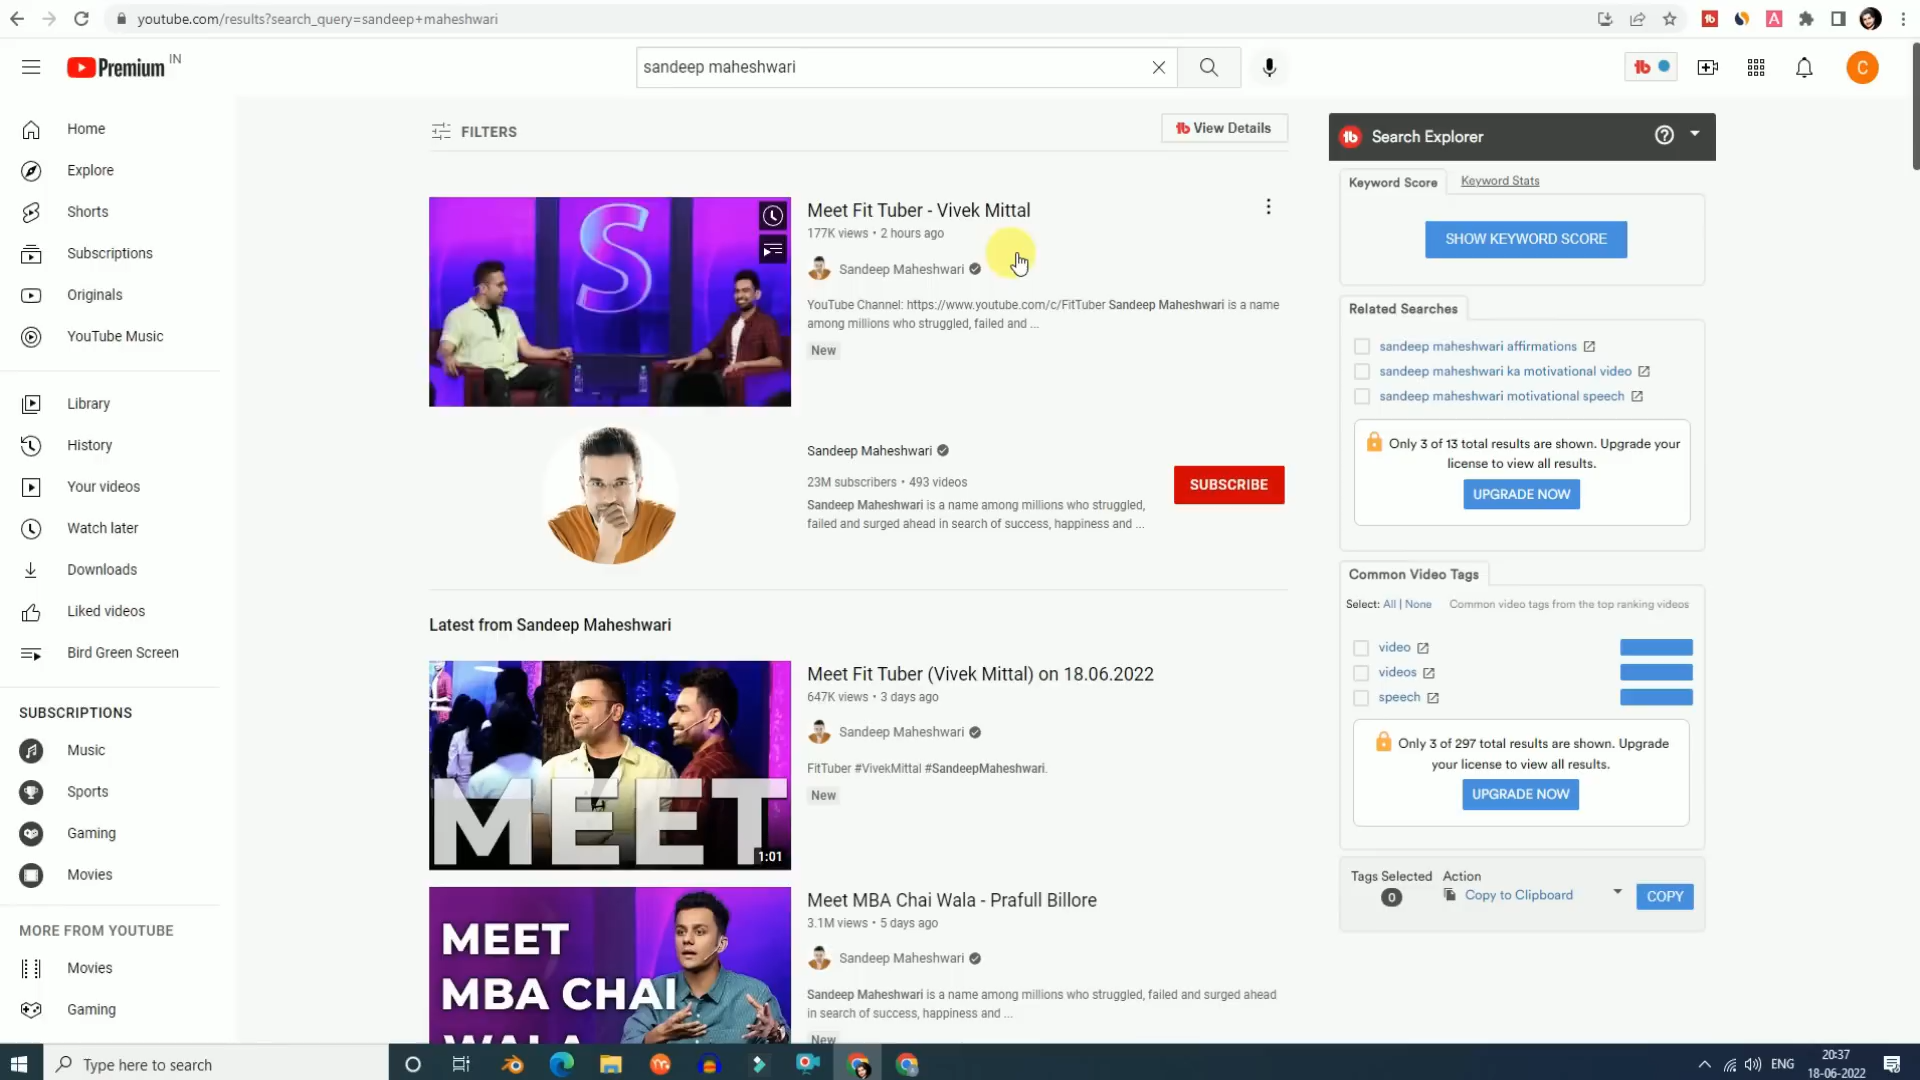 youtube.com/results?search_query=sandeep+maheshwari
Premium IN
sandeep maheshwari
Home
Explore
Shorts
Subscriptions
Originals
YouTube Music
Library
History
Your videos
Watch later
Downloads
Liked videos
Bird Green Screen
SUBSCRIPTIONS
Music
Sports
Gaming
Movies
MORE FROM YOUTUBE
Movies
Gaming
FILTERS
View Details
S
Meet Fit Tuber - Vivek Mittal
177K views • 2 hours ago
Sandeep Maheshwari
YouTube Channel: https://www.youtube.com/c/FitTuber Sandeep Maheshwari is a name
among millions who struggled, failed and ...
New
Sandeep Maheshwari
23M subscribers • 493 videos
Sandeep Maheshwari is a name among millions who struggled,
failed and surged ahead in search of success, happiness and ...
SUBSCRIBE
Latest from Sandeep Maheshwari
MEET
1:01
Meet Fit Tuber (Vivek Mittal) on 18.06.2022
647K views • 3 days ago
Sandeep Maheshwari
FitTuber #VivekMittal #SandeepMaheshwari.
New
MEET
MBA CHAI
WALA
Meet MBA Chai Wala - Prafull Billore
3.1M views • 5 days ago
Sandeep Maheshwari
Sandeep Maheshwari is a name among millions who struggled, failed and surged ahead
in search of success, happiness and ...
New
tb
C
tb Search Explorer
Keyword Score Keyword Stats
SHOW KEYWORD SCORE
Related Searches
sandeep maheshwari affirmations
sandeep maheshwari ka motivational video
sandeep maheshwari motivational speech
Only 3 of 13 total results are shown. Upgrade your
license to view all results.
UPGRADE NOW
Common Video Tags
Select: All | None Common video tags from the top ranking videos
video
videos
speech
Only 3 of 297 total results are shown. Upgrade
your license to view all results.
UPGRADE NOW
Tags Selected Action
0 Copy to Clipboard COPY
Type here to search
ENG
20:37
18-06-2022